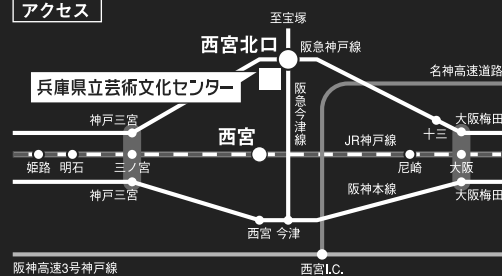 アクセス
至宝塚
西宮北口
阪急神戸線
名神高速道路
兵庫県立芸術文化センター
阪急今津線
神戸三宮
大阪梅田
十三
西宮
JR神戸線
姫路
明石
三ノ宮
尼崎
大阪
神戸三宮
阪神本線
大阪梅田
西宮
今津
阪神高速3号神戸線
西宮I.C.